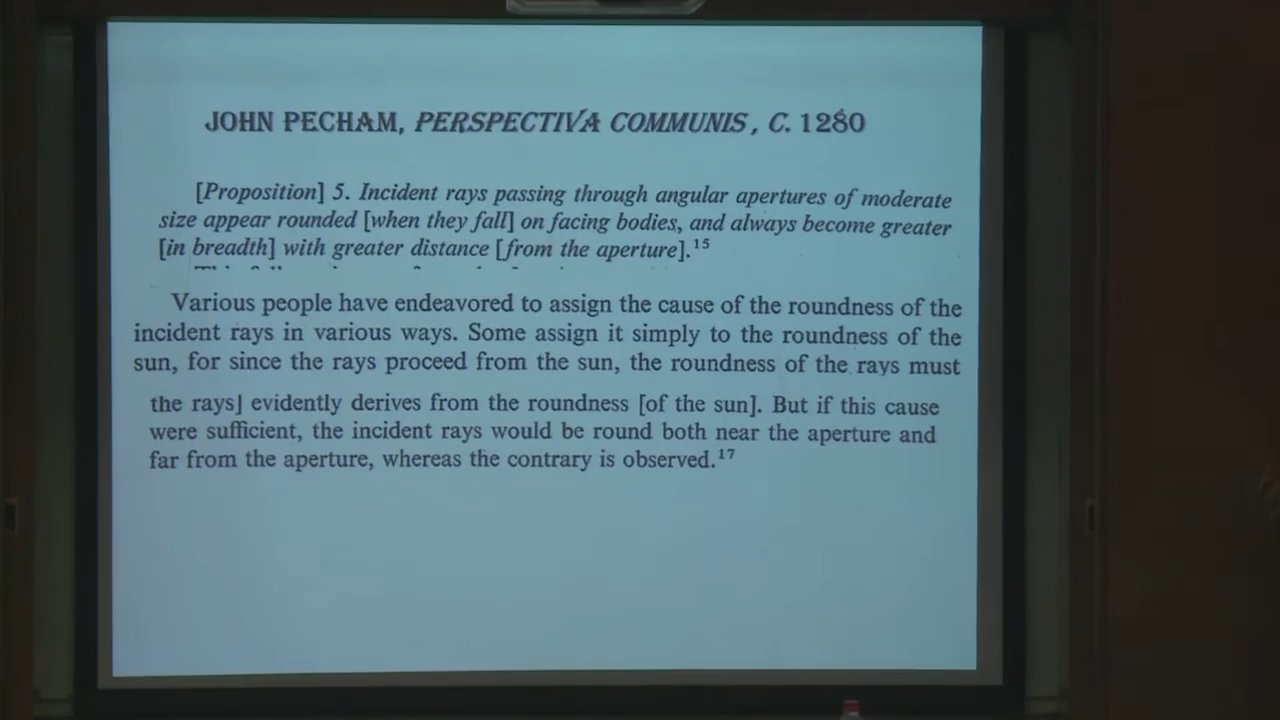 JOHN PECHAM, PERSPECTIVA COMMUNIS, C. 1280
[Proposition] 5. Incident rays passing through angular apertures of moderate
size appear rounded [when they fall] on facing bodies, and always become greater
[in breadth] with greater distance [from the aperture].15
Various people have endeavored to assign the cause of the roundness of the
incident rays in various ways. Some assign it simply to the roundness of the
sun, for since the rays proceed from the sun, the roundness of the rays must
the rays] evidently derives from the roundness [of the sun]. But if this cause
were sufficient, the incident rays would be round both near the aperture and
far from the aperture, whereas the contrary is observed.17